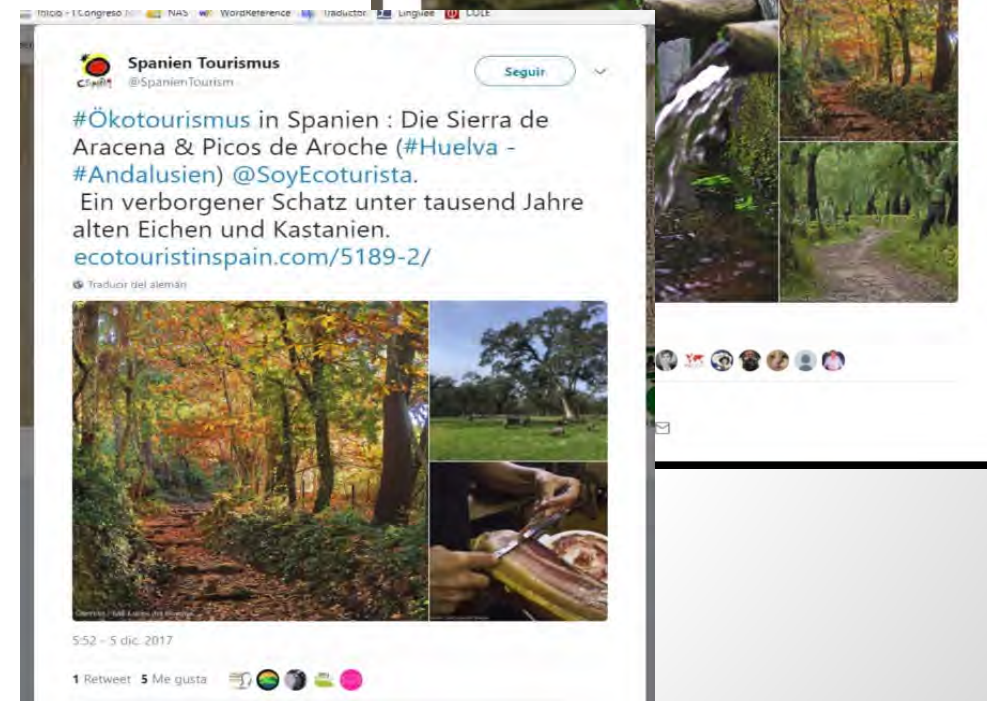 Inicio - I Congreso NAS WordReference Traductor Linguee COLE
Spanien Tourismus
@SpanienTourism
Seguir
#Ökotourismus in Spanien : Die Sierra de
Aracena & Picos de Aroche (#Huelva -
#Andalusien) @SoyEcoturista.
Ein verborgener Schatz unter tausend Jahre
alten Eichen und Kastanien.
ecotouristinspain.com/5189-2/
Traducir del alemán
5:52 - 5 dic. 2017
1 Retweet 5 Me gusta